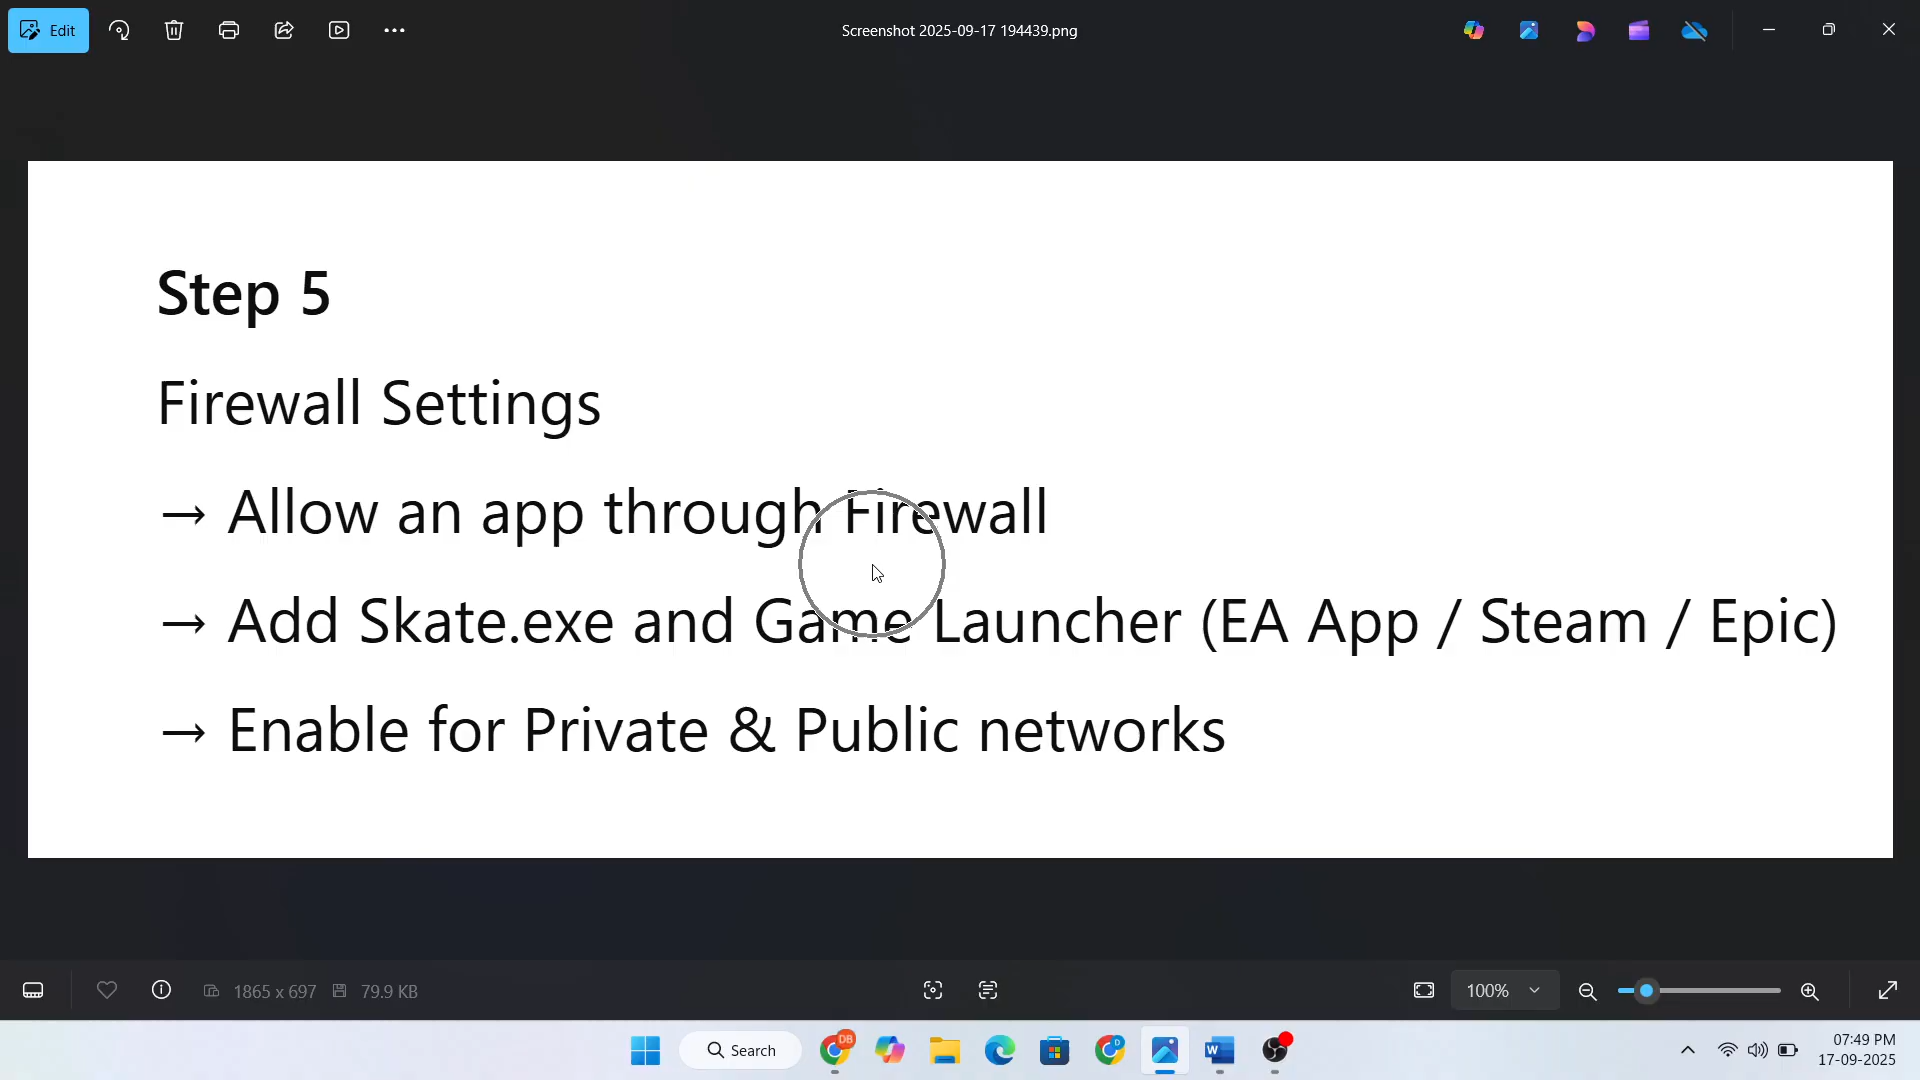 Edit
Screenshot 2025-09-17 194439.png
Step 5
Firewall Settings
→ Allow an app through Firewall
→ Add Skate.exe and Game Launcher (EA App / Steam / Epic)
→ Enable for Private & Public networks
1865 x 697
79.9 KB
100%
Search
DB
D
W
07:49 PM
17-09-2025